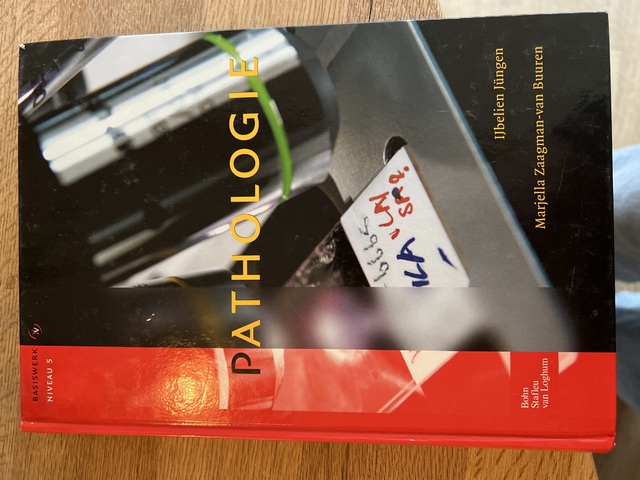 BASISWERK V
NIVEAU 5
PATHOLOGIE
IJbelien Jüngen
Marjella Zaagman-van Buuren
Bohn
Stafleu
van Loghum